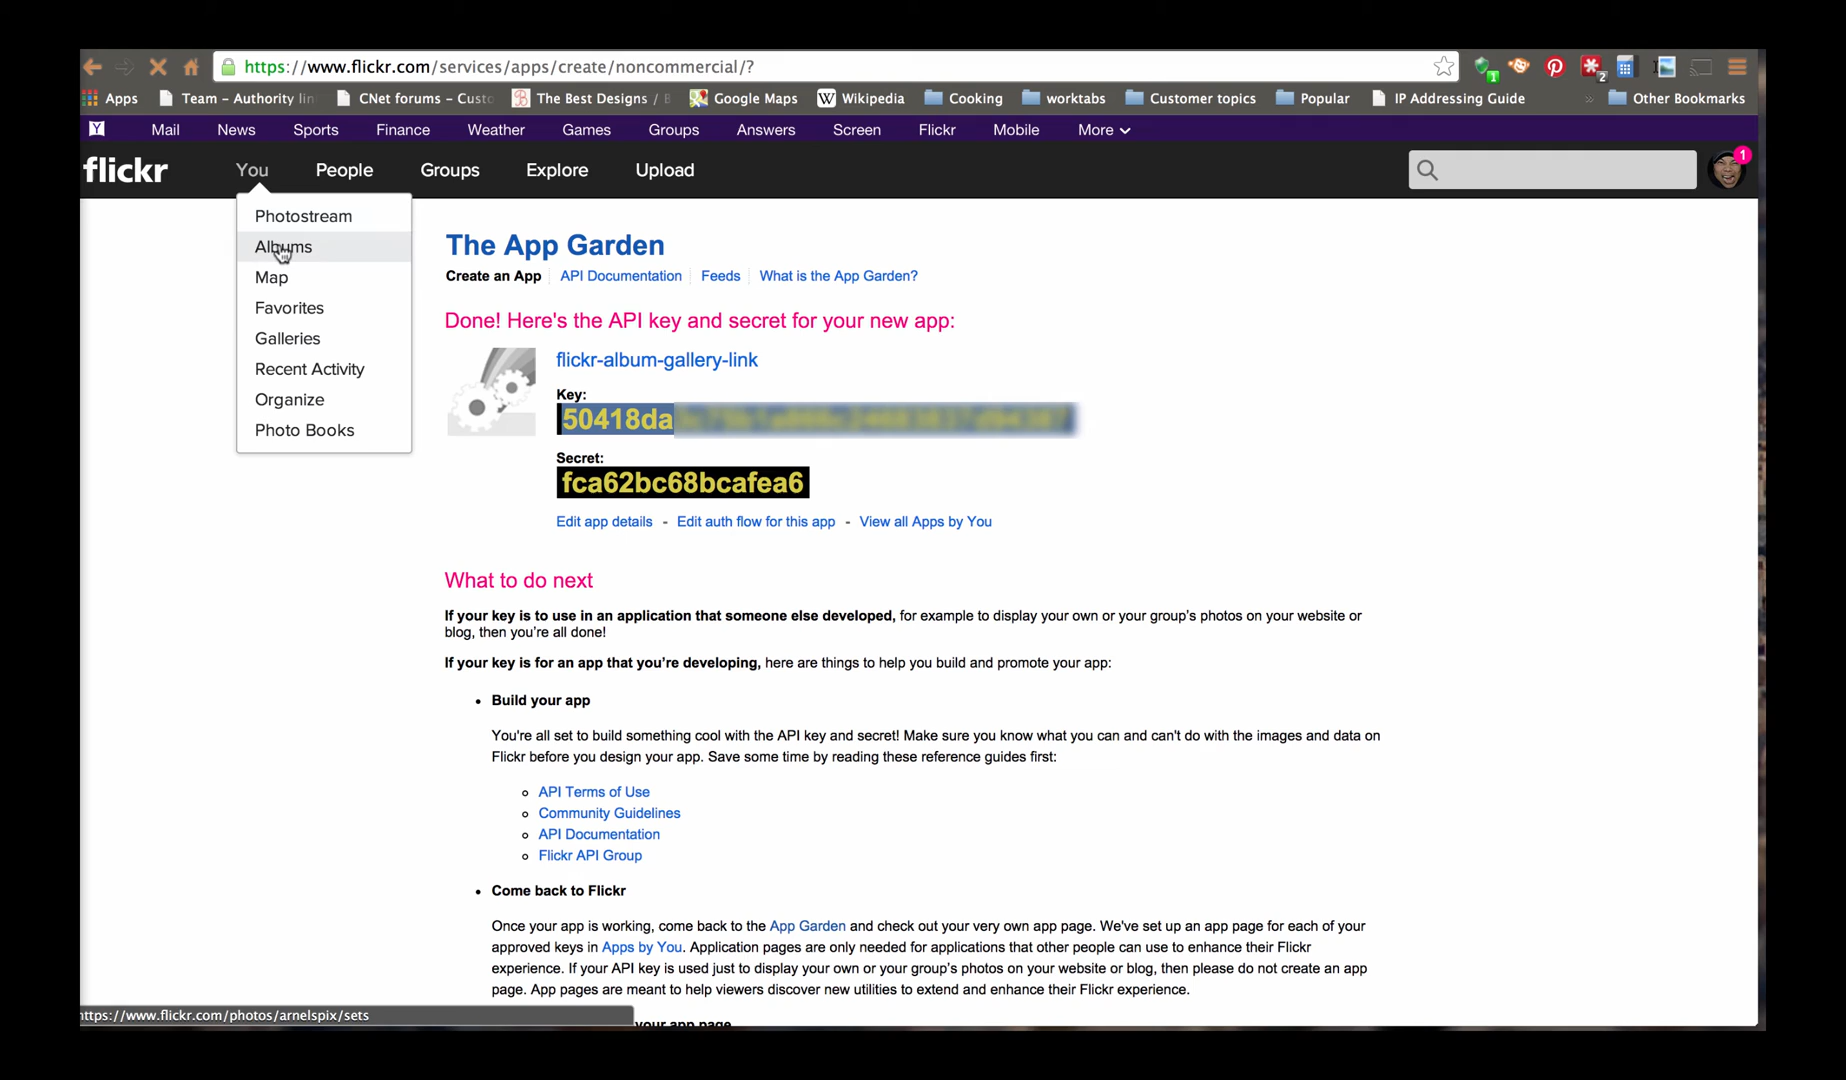 https://www.flickr.com/services/apps/create/noncommercial/?
Apps Team - Authority lin CNet forums - Custo The Best Designs / Google Maps Wikipedia Cooking worktabs Customer topics Popular IP Addressing Guide » Other Bookmarks
Y Mail News Sports Finance Weather Games Groups Answers Screen Flickr Mobile More
flickr You People Groups Explore Upload 1
Photostream
Albums
Map
Favorites
Galleries
Recent Activity
Organize
Photo Books
The App Garden
Create an App API Documentation Feeds What is the App Garden?
Done! Here's the API key and secret for your new app:
flickr-album-gallery-link
Key:
50418da
Secret:
fca62bc68bcafea6
Edit app details - Edit auth flow for this app - View all Apps by You
What to do next
If your key is to use in an application that someone else developed, for example to display your own or your group's photos on your website or
blog, then you're all done!
If your key is for an app that you're developing, here are things to help you build and promote your app:
• Build your app
You're all set to build something cool with the API key and secret! Make sure you know what you can and can't do with the images and data on
Flickr before you design your app. Save some time by reading these reference guides first:
API Terms of Use
Community Guidelines
API Documentation
Flickr API Group
• Come back to Flickr
Once your app is working, come back to the App Garden and check out your very own app page. We've set up an app page for each of your
approved keys in Apps by You. Application pages are only needed for applications that other people can use to enhance their Flickr
experience. If your API key is used just to display your own or your group's photos on your website or blog, then please do not create an app
page. App pages are meant to help viewers discover new utilities to extend and enhance their Flickr experience.
your app page
https://www.flickr.com/photos/arnelspix/sets